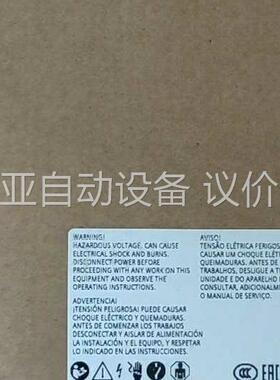 亚自动设备 议价
WARNING!
HAZARDOUS VOLTAGE, CAN CAUSE
ELECTRICAL SHOCK AND BURNS.
DISCONNECT POWER BEFORE
PROCEEDING WITH ANY WORK ON THIS
EQUIPMENT AND OBSERVE THE
OPERATING INSTRUCTIONS.
ADVERTENCIA!
¡TENSIÓN PELIGROSA! PUEDE CAUSAR
CHOQUE ELÉCTRICO Y QUEMADURAS.
ANTES DE COMENZAR LOS TRABAJOS
DESCONECTAR Y AISLAR DE ALIMENTACIÓN
LA INSTALACIÓN Y EL EQUIPO, Y RESPETAR
LO INDICADO EN LAS INSTRUCCIONES.
AVISO!
TENSÃO ELÉTRICA PERIGOS
CAUSAR UM CHOQUE ELÉTR
QUEIMADURAS. ANTES DE
TRABALHOS, DESLIGUE A T
UNIDADE E DO APARELHO
CONSULTAR, ADICIONALME
O MANUAL DE SERVIÇO.
CCC
EAC